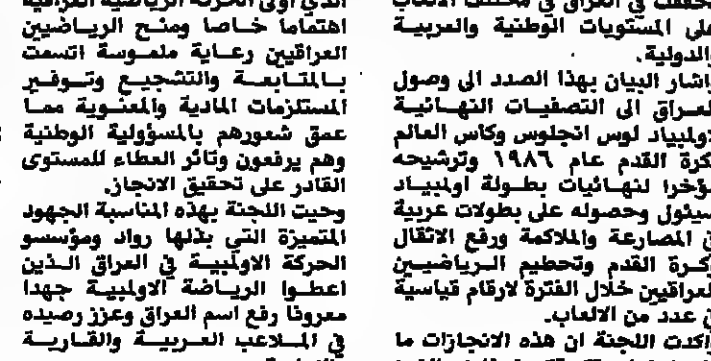 تحققت في العراق في مختلف الالعاب
على المستويات الوطنية والعربية
والدولية.
واشار البيان بهذا الصدد الى وصول
العراق الى التصفيات النهائية
لاولمبياد لوس انجلوس وكاس العالم
لكرة القدم عام ١٩٨٦ وترشيحه
مؤخرا لنهائيات بطولة اولمبياد
سيئول وحصوله على بطولات عربية
في المصارعة والملاكمة ورفع الاثقال
وكرة القدم وتحطيم الرياضيين
العراقيين خلال الفترة لارقام قياسية
في عدد من الالعاب.
واكدت اللجنة ان هذه الانجازات ما
الذي اولى الحركة الرياضية العراقية
اهتماما خاصا ومنح الرياضيين
العراقيين رعاية ملموسة اتسمت
بالمتابعة والتشجيع وتوفير
المستلزمات المادية والمعنوية مما
عمق شعورهم بالمسؤولية الوطنية
وهم يرفعون وتائر العطاء للمستوى
القادر على تحقيق الانجاز.
وحيت اللجنة بهذه المناسبة الجهود
المتميزة التي بذلها رواد ومؤسسو
الحركة الاولمبية في العراق الذين
اعطوا الرياضة الاولمبية جهدا
معروفا رفع اسم العراق وعزز رصيده
في الملاعب العربية والقارية